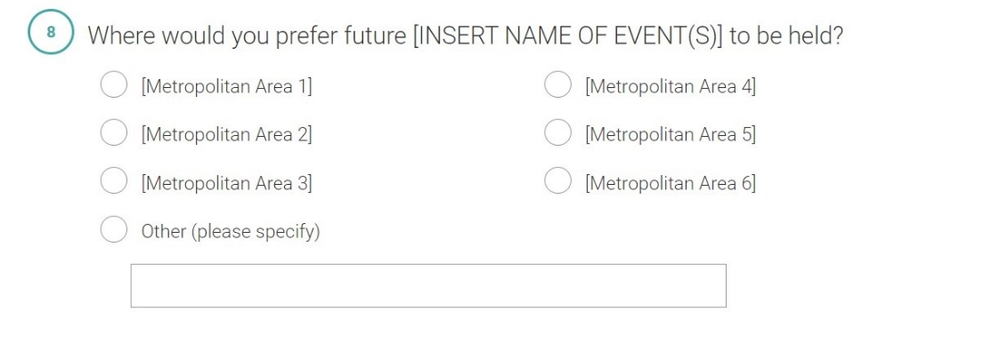 8 Where would you prefer future [INSERT NAME OF EVENT(S)] to be held?
[Metropolitan Area 1]
[Metropolitan Area 4]
[Metropolitan Area 2]
[Metropolitan Area 5]
[Metropolitan Area 3]
[Metropolitan Area 6]
Other (please specify)